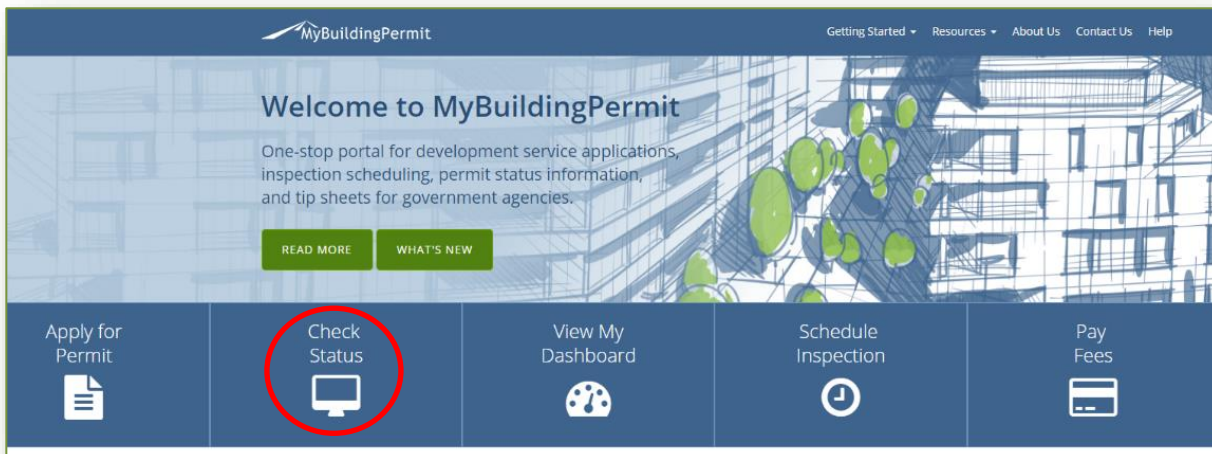 MyBuildingPermit
Getting Started Resources About Us Contact Us Help
Welcome to MyBuildingPermit
One-stop portal for development service applications,
inspection scheduling, permit status information,
and tip sheets for government agencies.
READ MORE WHAT'S NEW
Apply for
Permit
Check
Status
View My
Dashboard
Schedule
Inspection
Pay
Fees